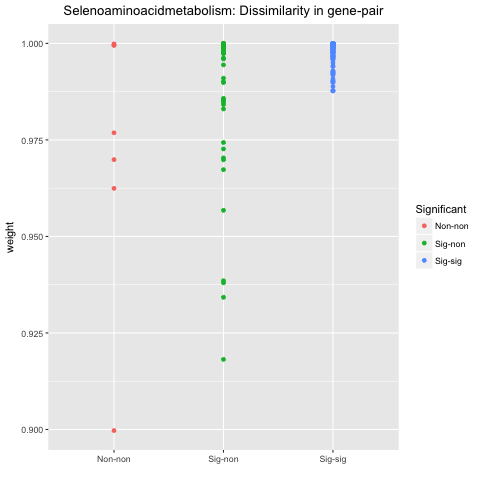 Selenoaminoacidmetabolism: Dissimilarity in gene-pair
1.000
0.975
0.950
0.925
0.900
weight
Non-non
Sig-non
Sig-sig
Significant
Non-non
Sig-non
Sig-sig